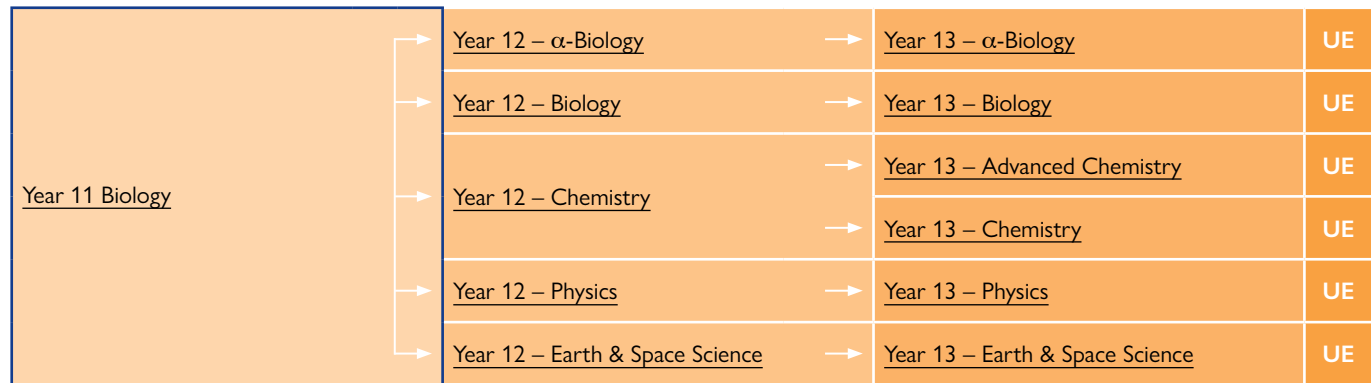 Year 12 – α-Biology Year 13 – α-Biology UE
Year 12 – Biology Year 13 – Biology UE
Year 13 – Advanced Chemistry UE
Year 11 Biology Year 12 – Chemistry
Year 13 – Chemistry UE
Year 12 – Physics Year 13 – Physics UE
Year 12 – Earth & Space Science Year 13 – Earth & Space Science UE